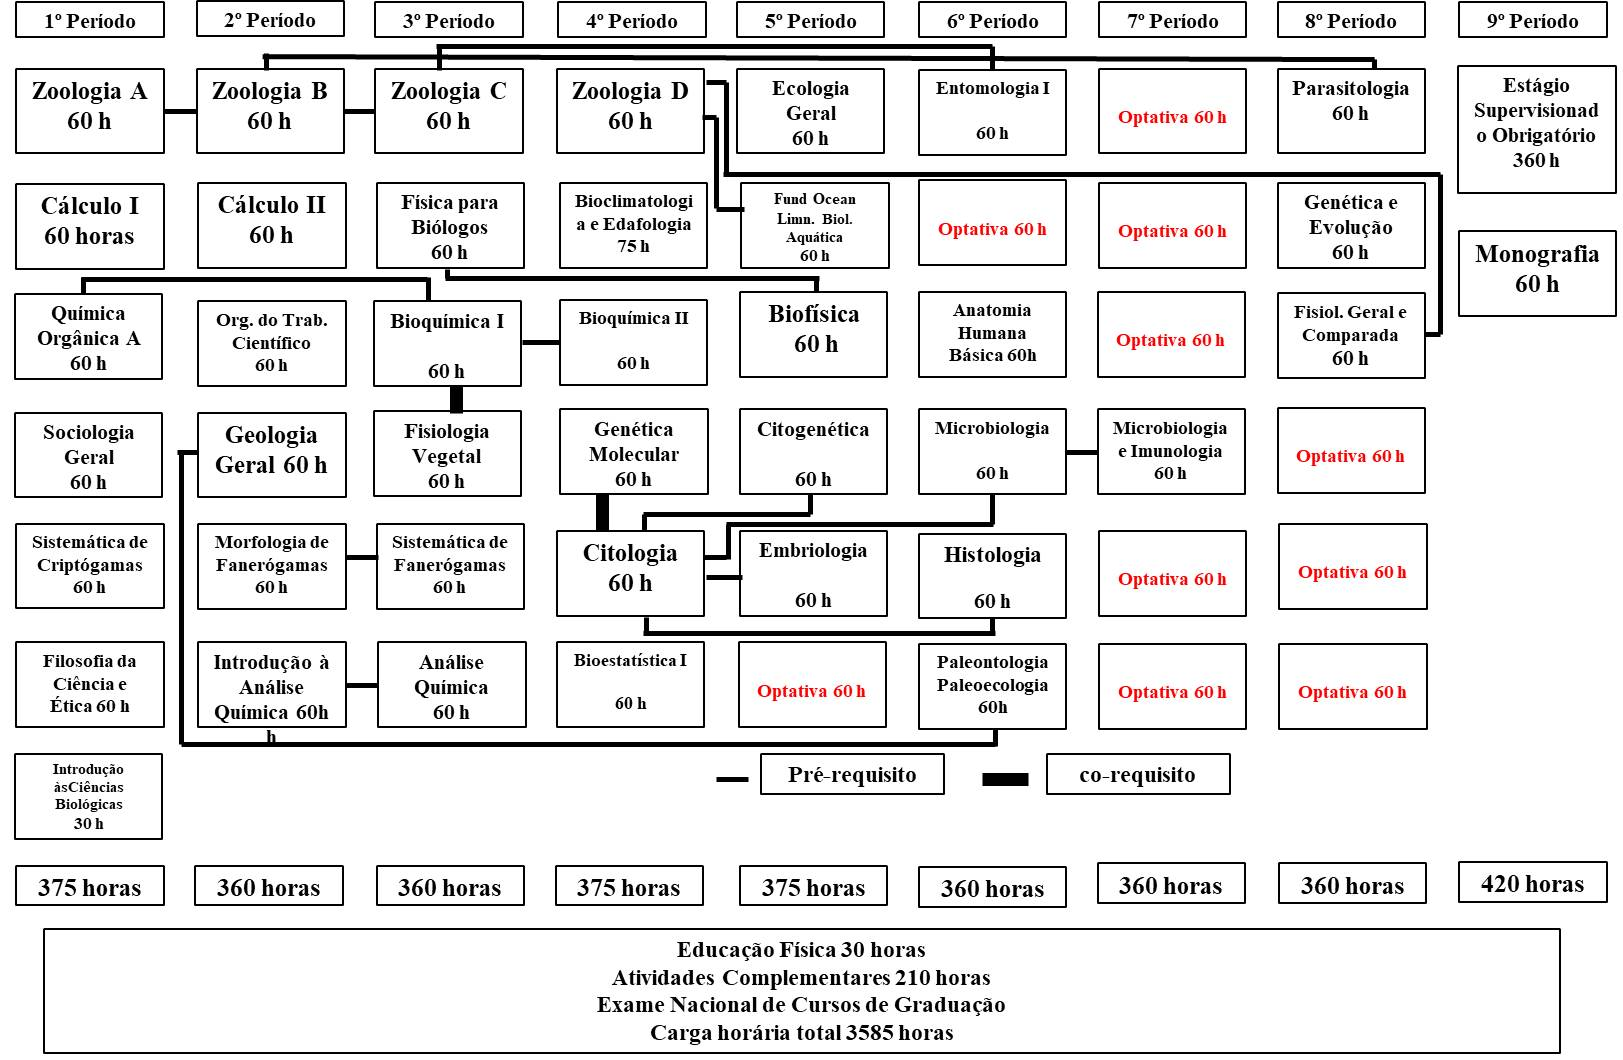 1º Período
2º Período
3º Período
4º Período
5º Período
6º Período
7º Período
8º Período
9º Período
Zoologia A
60 h
Zoologia B
60 h
Zoologia C
60 h
Zoologia D
60 h
Ecologia
Geral
60 h
Entomologia I
60 h
Optativa 60 h
Parasitologia
60 h
Estágio
Supervisionad
o Obrigatório
360 h
Cálculo I
60 horas
Cálculo II
60 h
Física para
Biólogos
60 h
Bioclimatologi
a e Edafologia
75 h
Fund Ocean
Limn. Biol.
Aquática
60 h
Optativa 60 h
Optativa 60 h
Genética e
Evolução
60 h
Monografia
60 h
Química
Orgânica A
60 h
Org. do Trab.
Científico
60 h
Bioquímica I
60 h
Bioquímica II
60 h
Biofísica
60 h
Anatomia
Humana
Básica 60h
Optativa 60 h
Fisiol. Geral e
Comparada
60 h
Sociologia
Geral
60 h
Geologia
Geral 60 h
Fisiologia
Vegetal
60 h
Genética
Molecular
60 h
Citogenética
60 h
Microbiologia
60 h
Microbiologia
e Imunologia
60 h
Optativa 60 h
Sistemática de
Criptógamas
60 h
Morfologia de
Fanerógamas
60 h
Sistemática de
Fanerógamas
60 h
Citologia
60 h
Embriologia
60 h
Histologia
60 h
Optativa 60 h
Optativa 60 h
Filosofia da
Ciência e
Ética 60 h
Introdução à
Análise
Química 60h
h
Análise
Química
60 h
Bioestatística I
60 h
Optativa 60 h
Paleontologia
Paleoecologia
60h
Optativa 60 h
Optativa 60 h
Introdução
àsCiências
Biológicas
30 h
Pré-requisito
co-requisito
375 horas
360 horas
360 horas
375 horas
375 horas
360 horas
360 horas
360 horas
420 horas
Educação Física 30 horas
Atividades Complementares 210 horas
Exame Nacional de Cursos de Graduação
Carga horária total 3585 horas